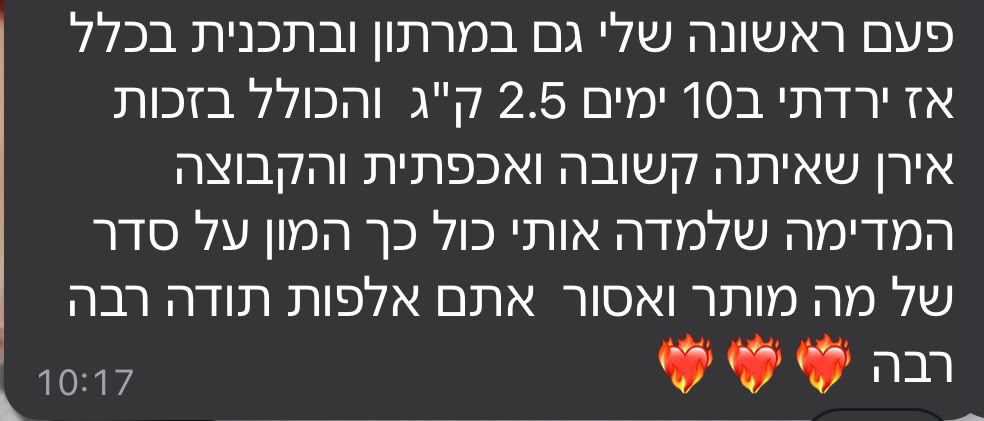 פעם ראשונה שלי גם במרתון ובתכנית בכלל
אז ירדתי ב10 ימים 2.5 ק"ג  והכולל בזכות
אירן שאיתה קשובה ואכפתית והקבוצה
המדימה שלמדה אותי כול כך המון על סדר
של מה מותר ואסור  אתם אלפות תודה רבה
רבה ❤️‍🔥❤️‍🔥❤️‍🔥
10:17